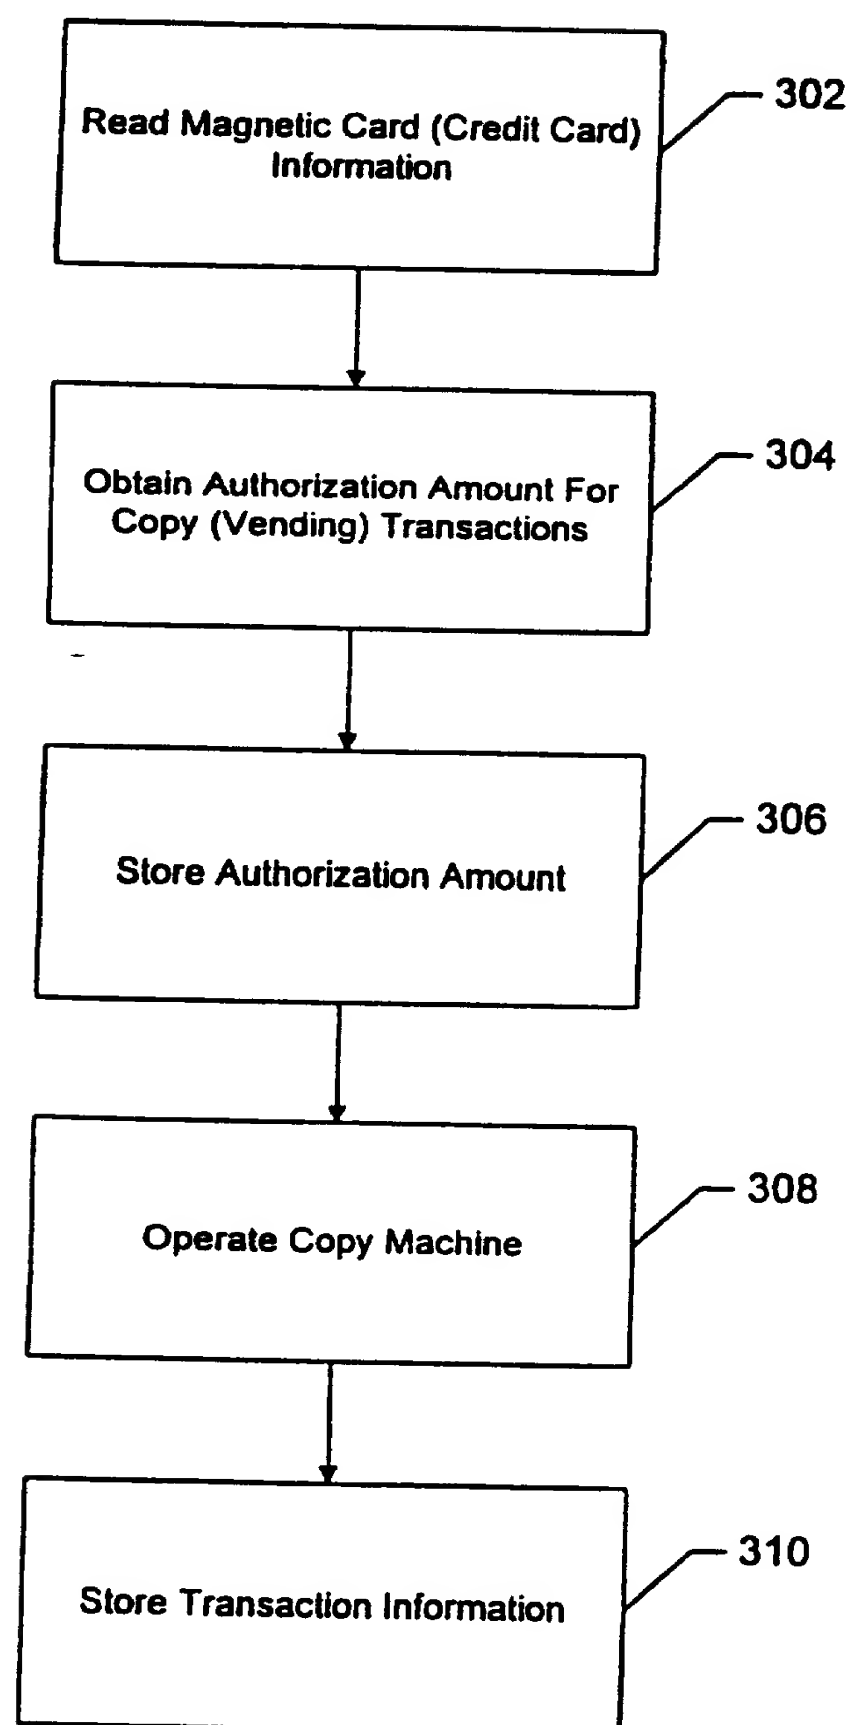 Read Magnetic Card (Credit Card)
Information
302
Obtain Authorization Amount For
Copy (Vending) Transactions
304
Store Authorization Amount
306
Operate Copy Machine
308
Store Transaction Information
310